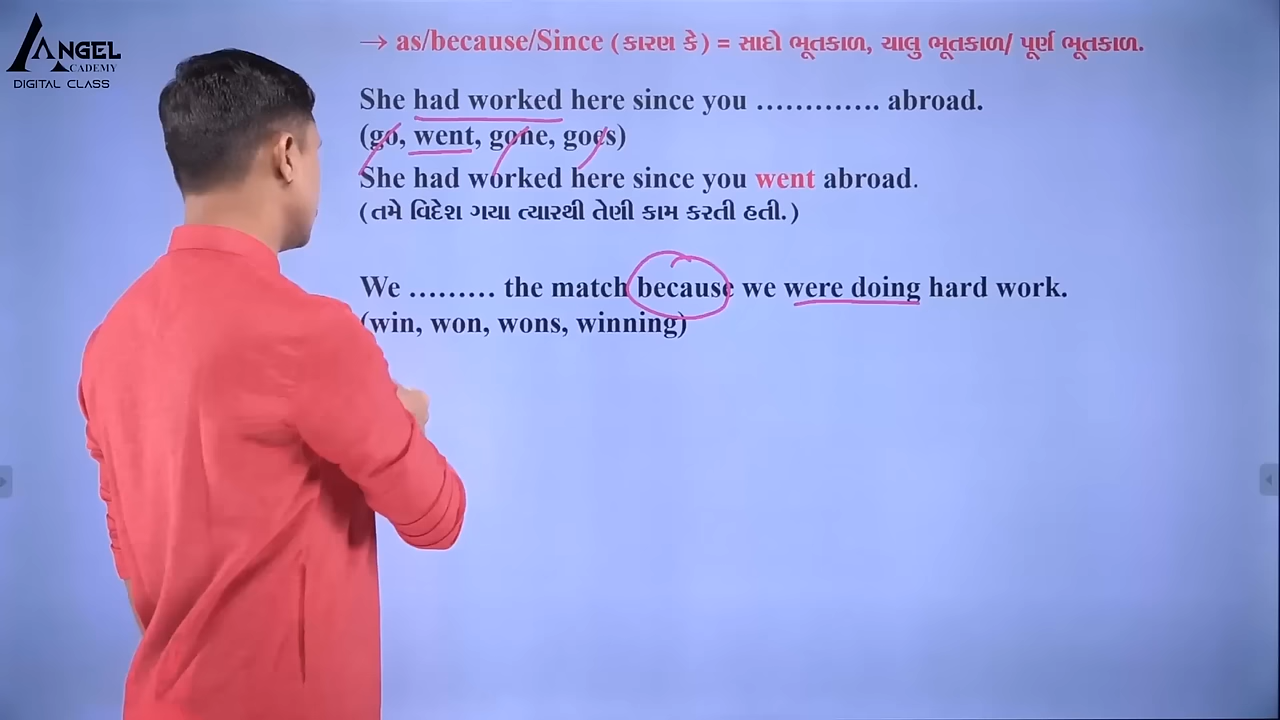 ANGEL
ACADEMY
DIGITAL CLASS
→ as/because/Since (કારણ કે) = સાદો ભૂતકાળ, ચાલુ ભૂતકાળ/ પૂર્ણ ભૂતકાળ.
She had worked here since you …………. abroad.
(go, went, gone, goes)
She had worked here since you went abroad.
(તમે વિદેશ ગયા ત્યારથી તેણી કામ કરતી હતી.)
We ……… the match because we were doing hard work.
(win, won, wons, winning)